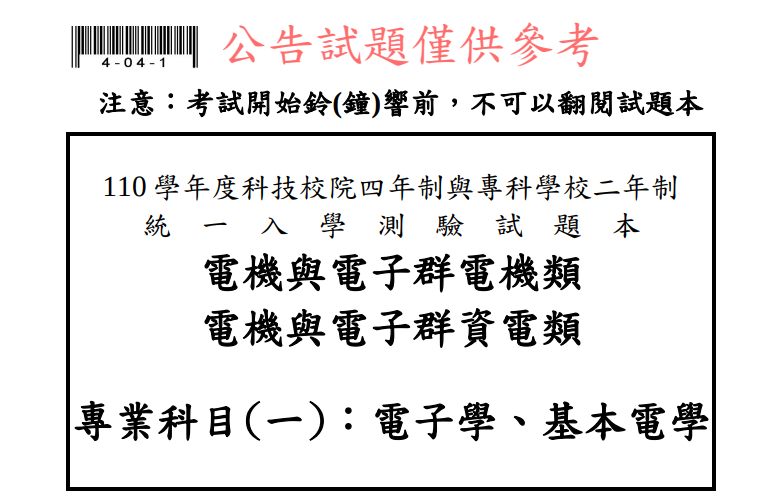 4-04-1
公告試題僅供參考
注意：考試開始鈴(鐘)響前，不可以翻閱試題本
110 學年度科技校院四年制與專科學校二年制
統一入學測驗試題本
電機與電子群電機類
電機與電子群資電類
專業科目(一)：電子學、基本電學